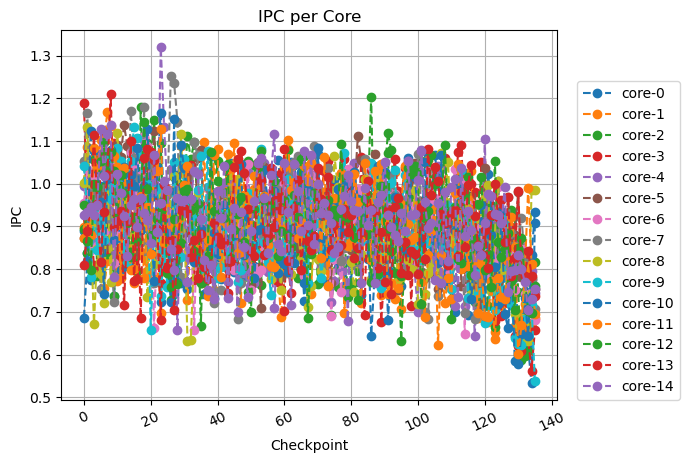 IPC per Core
IPC
1.3
1.2
1.1
1.0
0.9
0.8
0.7
0.6
0.5
0
20
40
60
80
100
120
140
Checkpoint
core-0
core-1
core-2
core-3
core-4
core-5
core-6
core-7
core-8
core-9
core-10
core-11
core-12
core-13
core-14